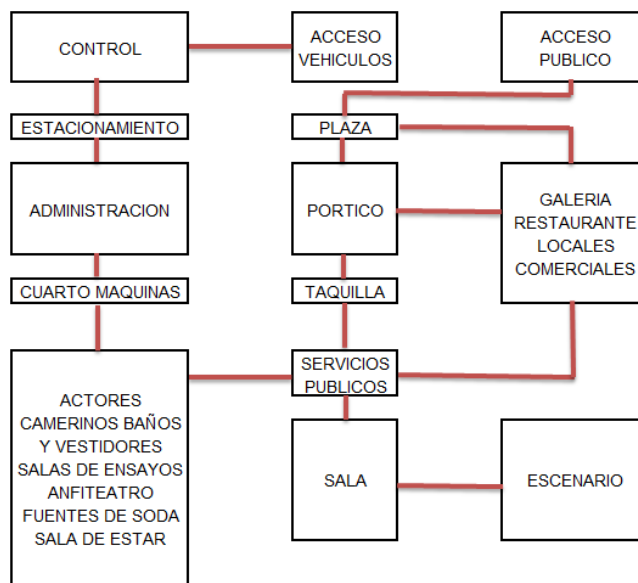 CONTROL
ACCESO
VEHICULOS
ACCESO
PUBLICO
ESTACIONAMIENTO
PLAZA
ADMINISTRACION
PORTICO
GALERIA
RESTAURANTE
LOCALES
COMERCIALES
CUARTO MAQUINAS
TAQUILLA
SERVICIOS
PUBLICOS
ACTORES
CAMERINOS BAÑOS
Y VESTIDORES
SALAS DE ENSAYOS
ANFITEATRO
FUENTES DE SODA
SALA DE ESTAR
SALA
ESCENARIO